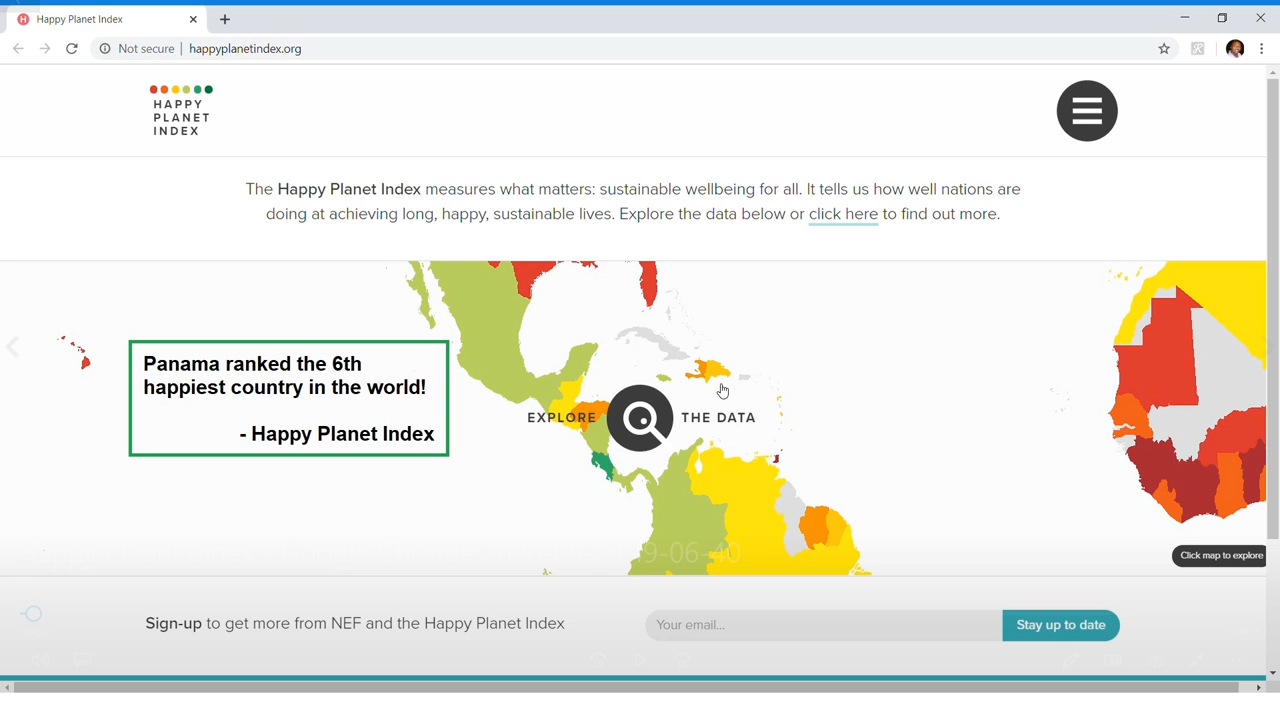 Happy Planet Index
Not secure | happyplanetindex.org
HAPPY
PLANET
INDEX
The Happy Planet Index measures what matters: sustainable wellbeing for all. It tells us how well nations are
doing at achieving long, happy, sustainable lives. Explore the data below or click here to find out more.
Panama ranked the 6th
happiest country in the world!
- Happy Planet Index
EXPLORE THE DATA
9-06-40
Click map to explore
Sign-up to get more from NEF and the Happy Planet Index
Your email...
Stay up to date